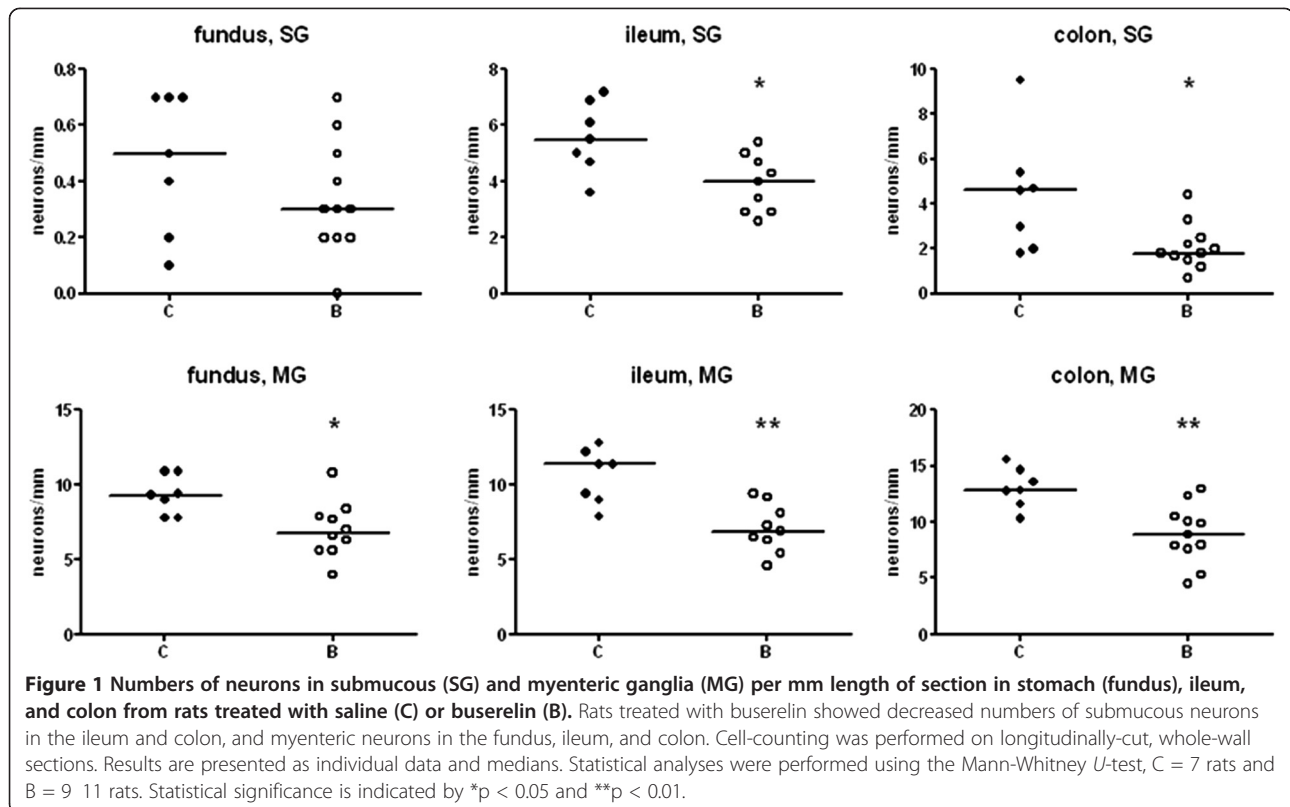 fundus, SG
neurons/mm
0.8
0.6
0.4
0.2
0.0
C
B
ileum, SG
neurons/mm
8
6
4
2
0
*
C
B
colon, SG
neurons/mm
10
8
6
4
2
0
*
C
B
fundus, MG
neurons/mm
15
10
5
0
*
C
B
ileum, MG
neurons/mm
15
10
5
0
**
C
B
colon, MG
neurons/mm
20
15
10
5
0
**
C
B
Figure 1 Numbers of neurons in submucous (SG) and myenteric ganglia (MG) per mm length of section in stomach (fundus), ileum,
and colon from rats treated with saline (C) or buserelin (B). Rats treated with buserelin showed decreased numbers of submucous neurons
in the ileum and colon, and myenteric neurons in the fundus, ileum, and colon. Cell-counting was performed on longitudinally-cut, whole-wall
sections. Results are presented as individual data and medians. Statistical analyses were performed using the Mann-Whitney U-test, C = 7 rats and
B = 9 11 rats. Statistical significance is indicated by *p < 0.05 and **p < 0.01.